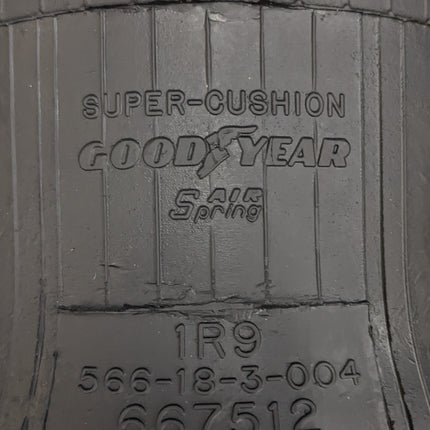 SUPER-CUSHION
GOODYEAR
AIR
Spring
1R9
566-18-3-004
667512